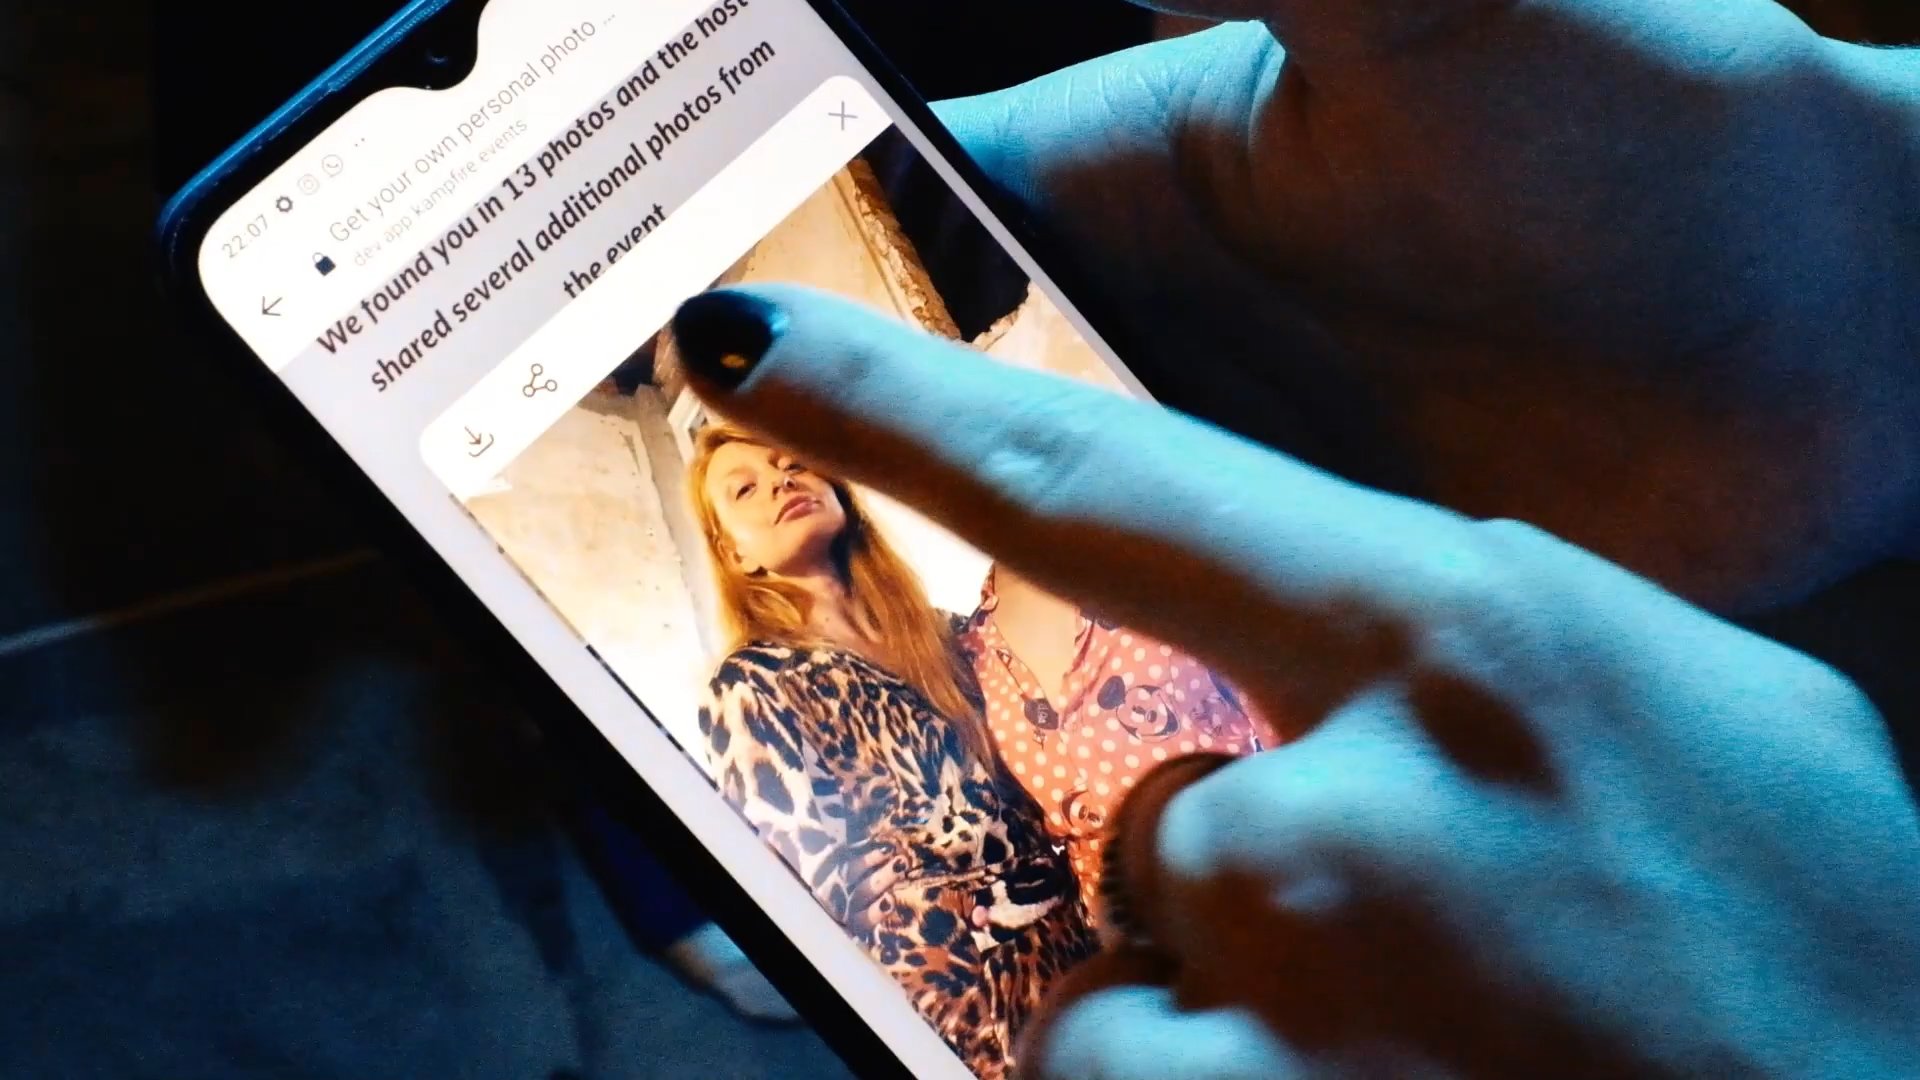 22:07
Get your own personal photo ...
dev.app.kampfire.events
We found you in 13 photos and the host
shared several additional photos from
the event